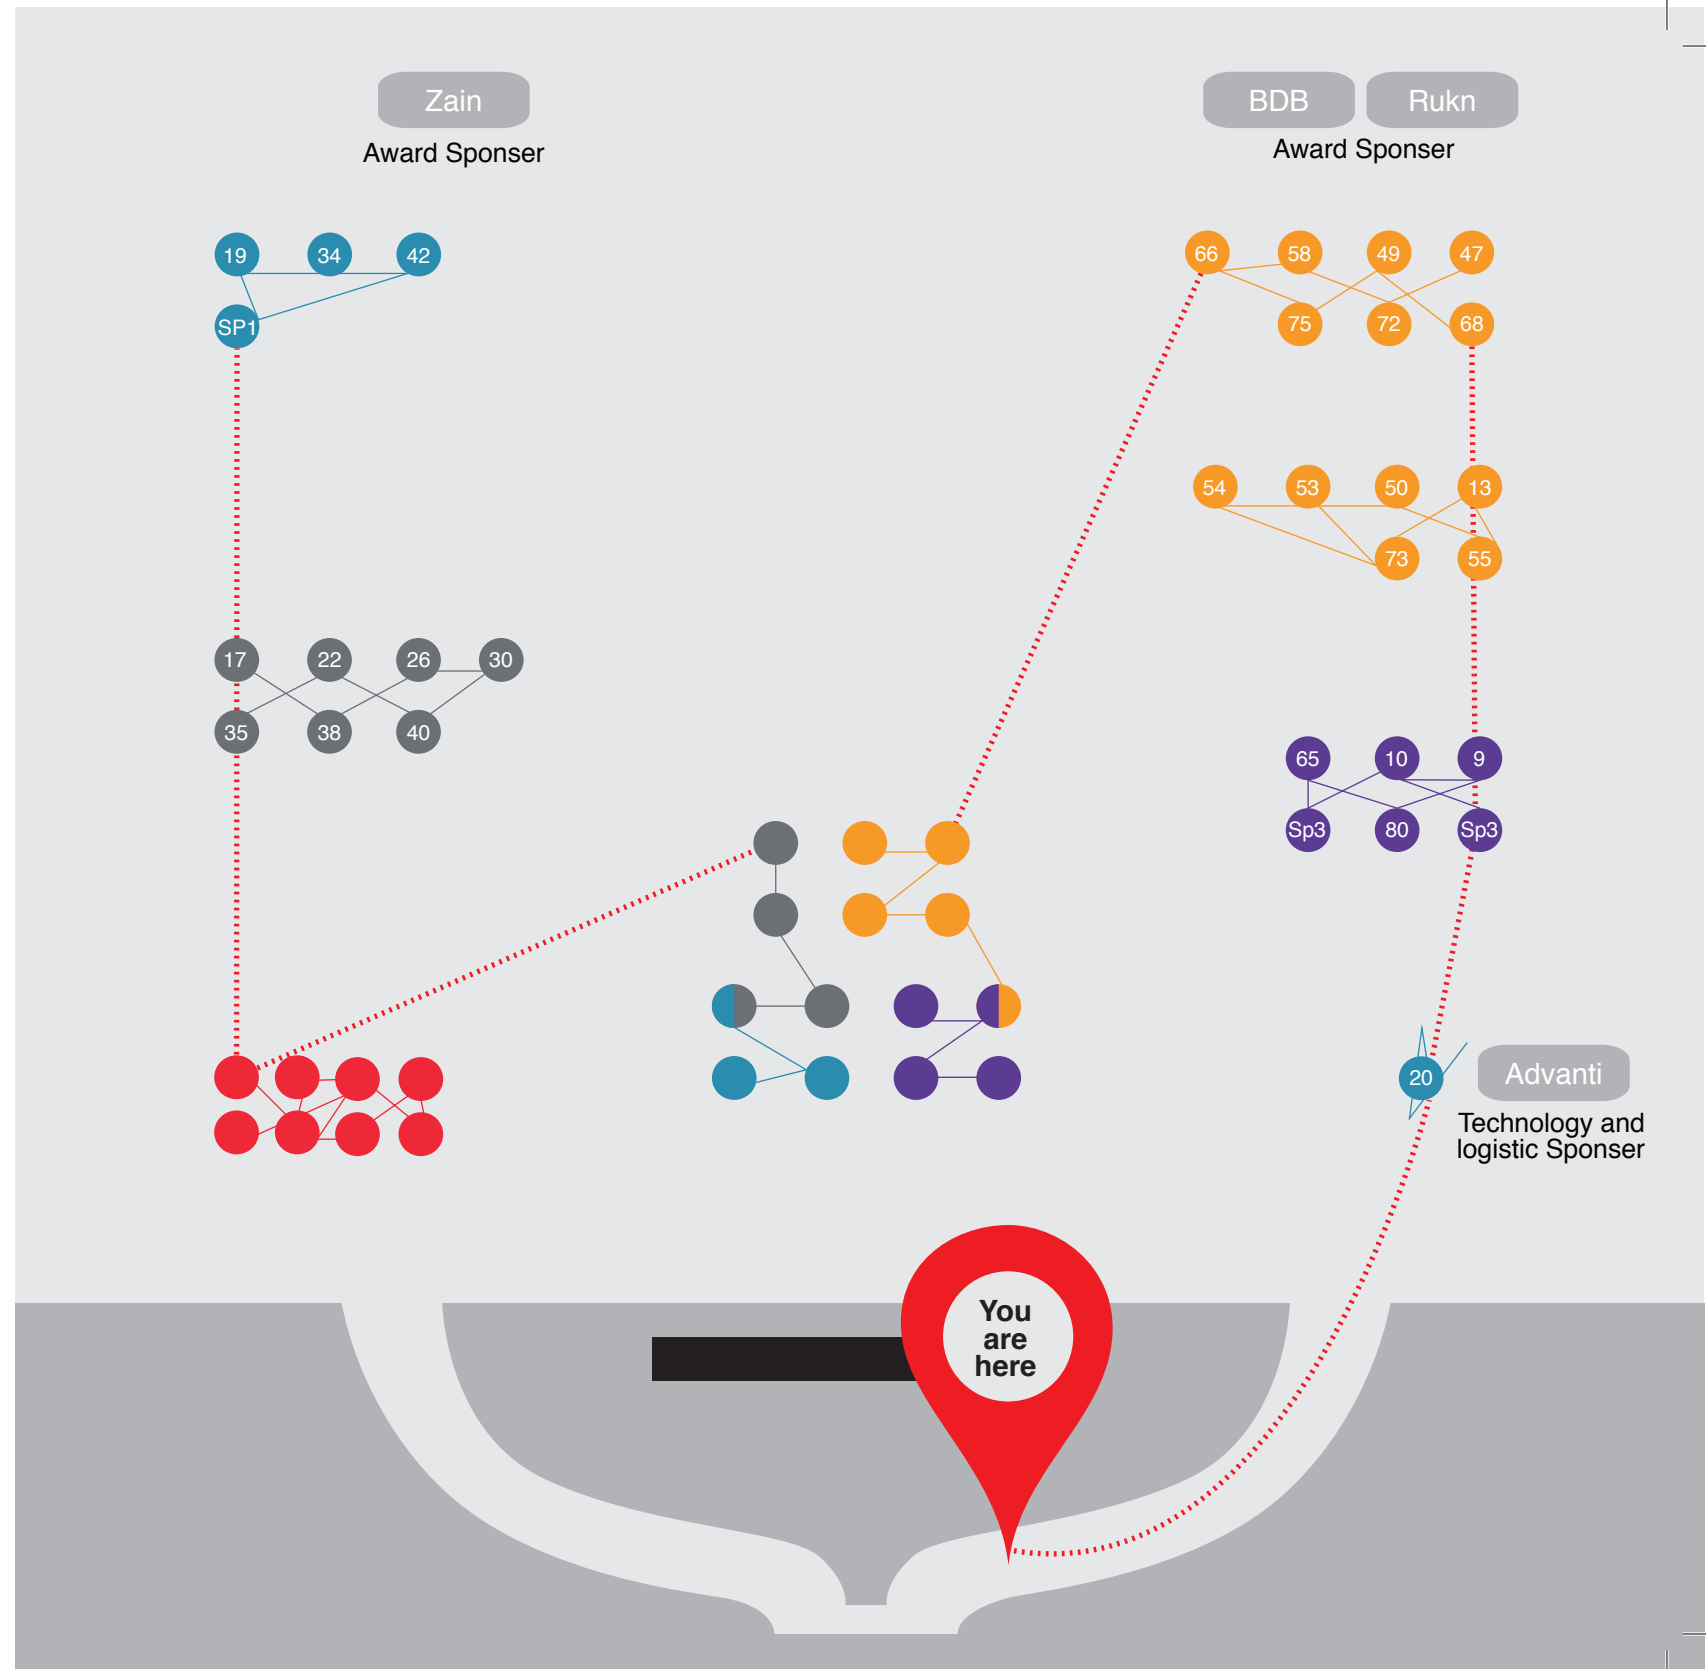 Zain
BDB
Rukn
Award Sponser
Award Sponser
19 34 42
66 58 49 47
SP1
75 72 68
54 53 50 13
73 55
17 22 26 30
35 38 40
65 10 9
Sp3 80 Sp3
20
Advanti
Technology and
logistic Sponser
You
are
here